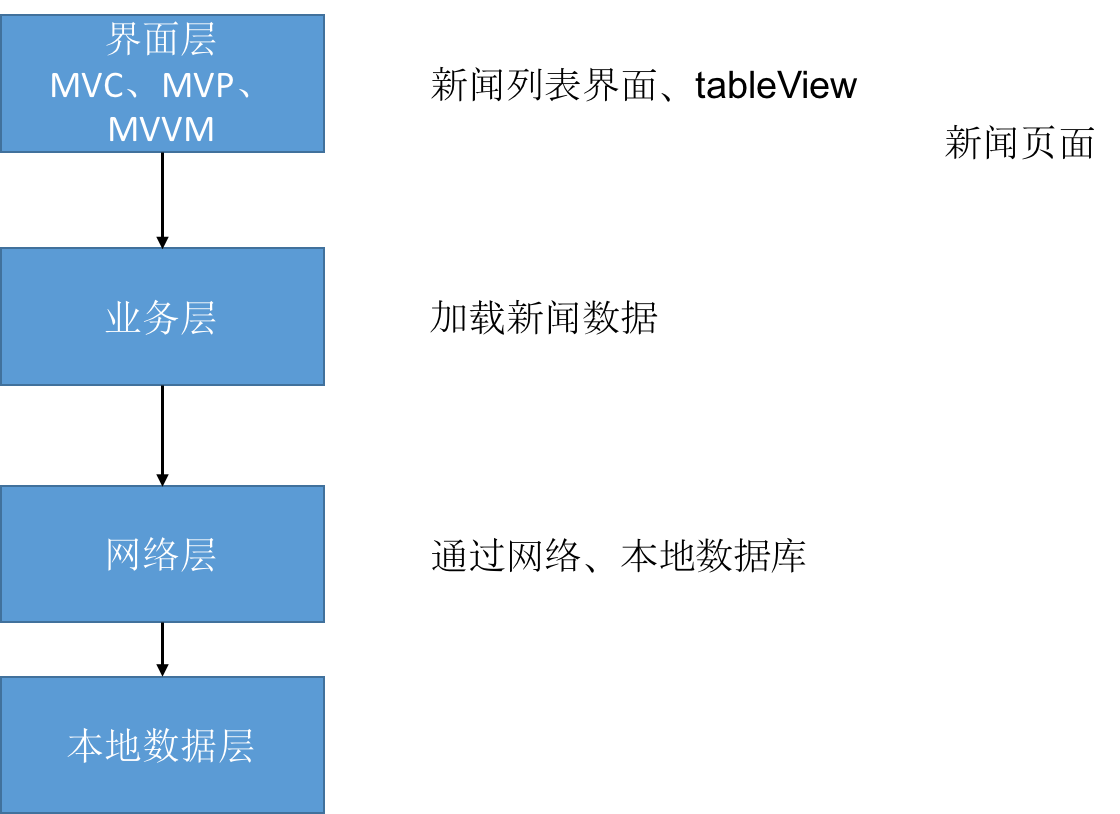 界面层
MVC、MVP、
MVVM
新闻列表界面、tableView
新闻页面
业务层
加载新闻数据
网络层
通过网络、本地数据库
本地数据层